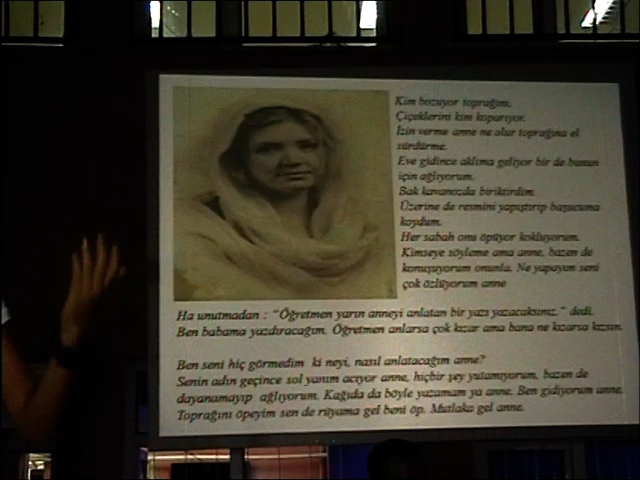 Kim bozuyor toprağını,
Çiçeklerini kim koparıyor.
İzin verme anne ne olur toprağına el
sürdürme.
Eve gidince aklıma geliyor bir de bunun
için ağlıyorum.
Bak kavanozda biriktirdim.
Üzerine de resmini yapıştırıp başucuma
koydum.
Her sabah onu öpüyor kokluyorum.
Kimseye söyleme ama anne, bazen de
konuşuyorum onunla. Ne yapayım seni
çok özlüyorum anne
Ha unutmadan : "Öğretmen yarın anneyi anlatan bir yazı yazacaksınız." dedi.
Ben babama yazdıracağım. Öğretmen anlarsa çok kızar ama bana ne kızarsa kızsın.
Ben seni hiç görmedim ki neyi, nasıl anlatacağım anne?
Senin adın geçince sol yanım acıyor anne, hiçbir şey yutamıyorum, bazen de
dayanamayıp ağlıyorum. Kağıda da böyle yazamam ya anne. Ben gidiyorum anne.
Toprağını öpeyim sen de rüyama gel beni öp. Mutlaka gel anne.